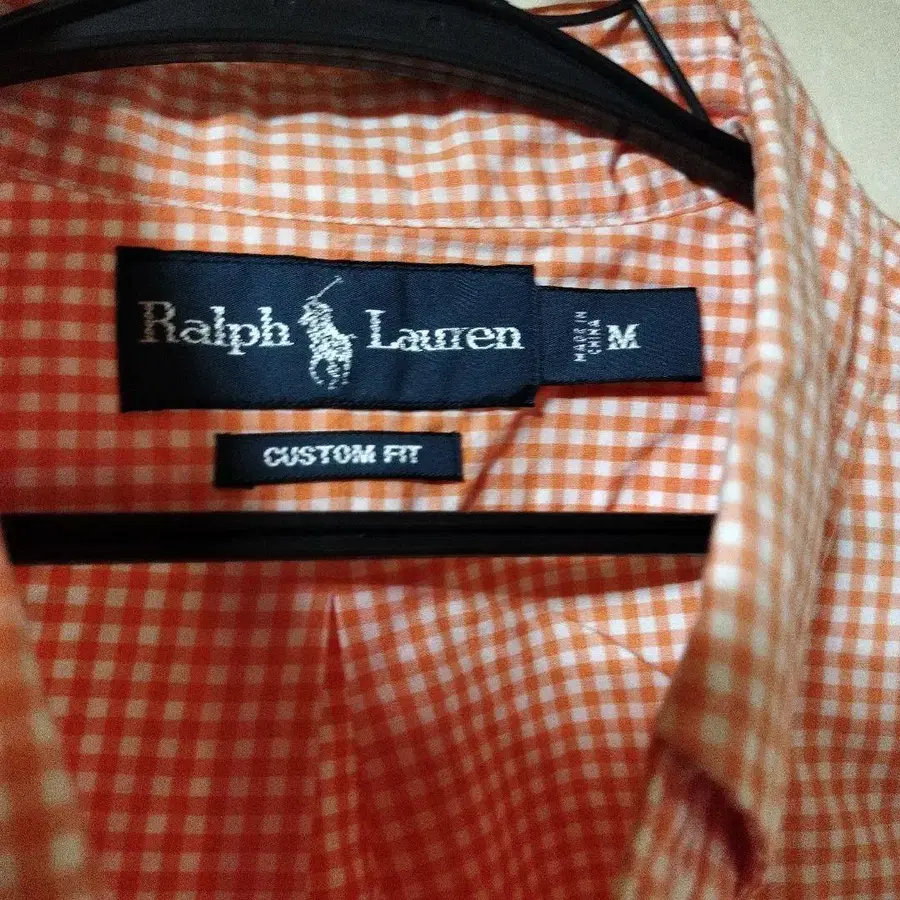 Ralph Lauren
MADE IN
CHINA
M
CUSTOM FIT